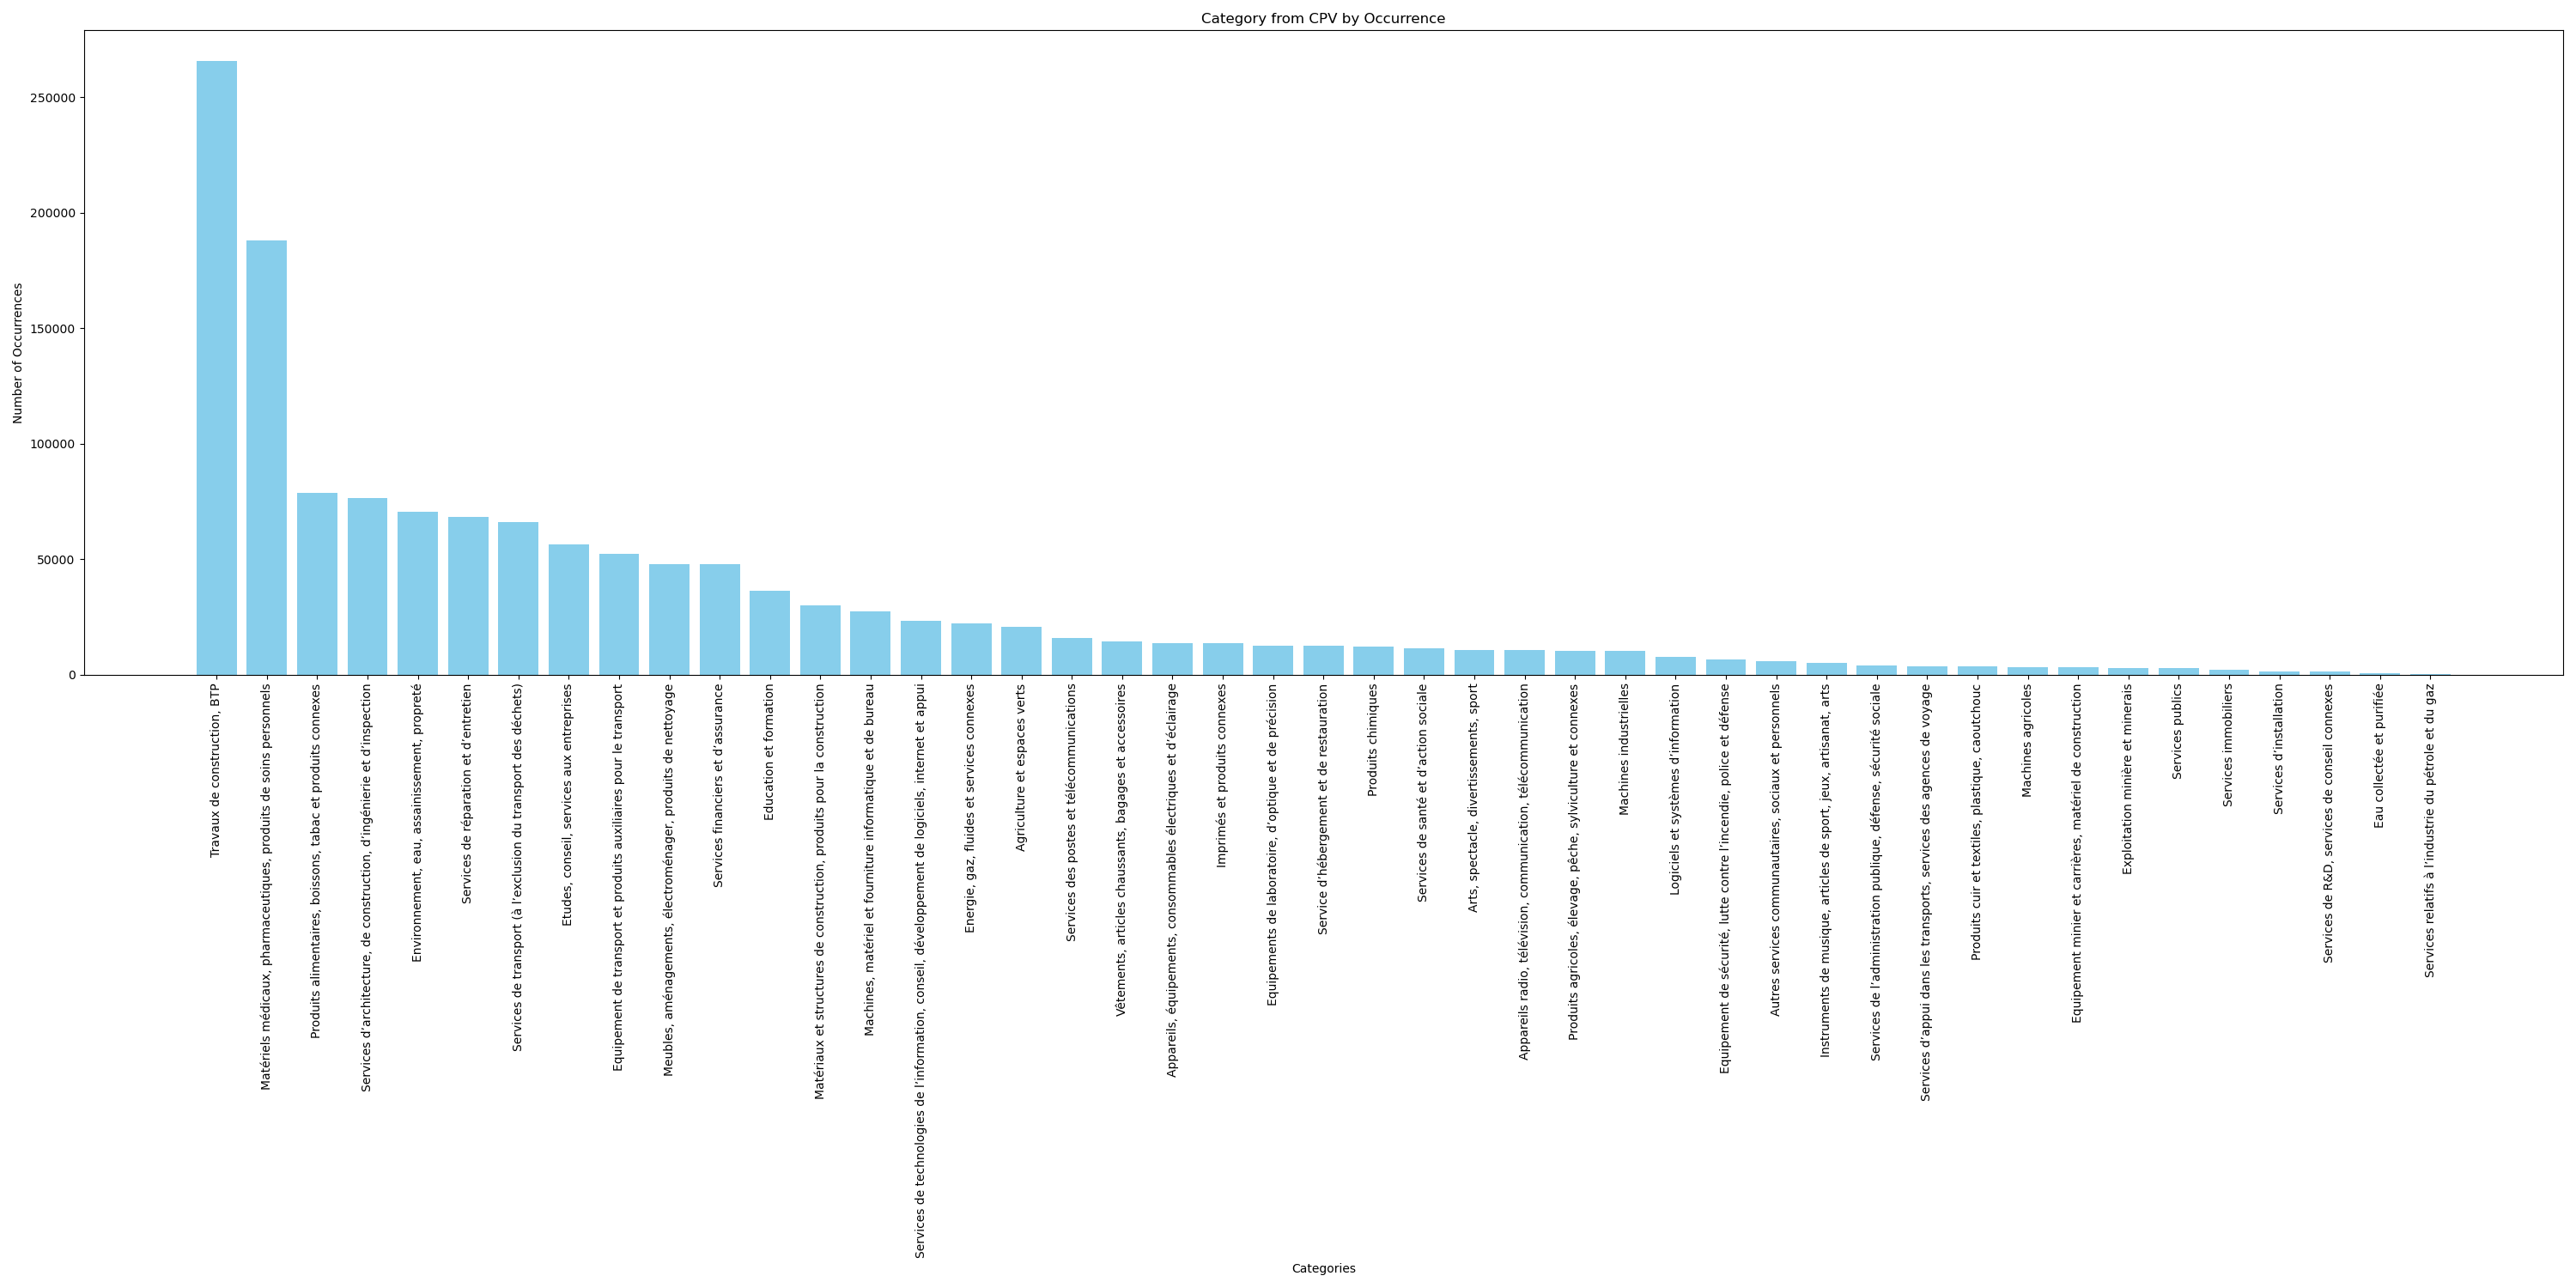 Category from CPV by Occurrence
Number of Occurrences
250000
200000
150000
100000
50000
0
Travaux de construction, BTP
Matériels médicaux, pharmaceutiques, produits de soins personnels
Produits alimentaires, boissons, tabac et produits connexes
Services d’architecture, de construction, d’ingénierie et d’inspection
Environnement, eau, assainissement, propreté
Services de réparation et d’entretien
Services de transport (à l’exclusion du transport des déchets)
Etudes, conseil, services aux entreprises
Equipement de transport et produits auxiliaires pour le transport
Meubles, aménagements, électroménager, produits de nettoyage
Services financiers et d’assurance
Education et formation
Matériaux et structures de construction, produits pour la construction
Machines, matériel et fourniture informatique et de bureau
Services de technologies de l’information, conseil, développement de logiciels, internet et appui
Energie, gaz, fluides et services connexes
Agriculture et espaces verts
Services des postes et télécommunications
Vêtements, articles chaussants, bagages et accessoires
Appareils, équipements, consommables électriques et d’éclairage
Imprimés et produits connexes
Equipements de laboratoire, d’optique et de précision
Service d’hébergement et de restauration
Produits chimiques
Services de santé et d’action sociale
Arts, spectacle, divertissements, sport
Appareils radio, télévision, communication, télécommunication
Produits agricoles, élevage, pêche, sylviculture et connexes
Machines industrielles
Logiciels et systèmes d’information
Equipement de sécurité, lutte contre l’incendie, police et défense
Autres services communautaires, sociaux et personnels
Instruments de musique, articles de sport, jeux, artisanat, arts
Services de l’administration publique, défense, sécurité sociale
Services d’appui dans les transports, services des agences de voyage
Produits cuir et textiles, plastique, caoutchouc
Machines agricoles
Equipement minier et carrières, matériel de construction
Exploitation minière et minerais
Services publics
Services immobiliers
Services d’installation
Services de R&D, services de conseil connexes
Eau collectée et purifiée
Services relatifs à l’industrie du pétrole et du gaz
Categories